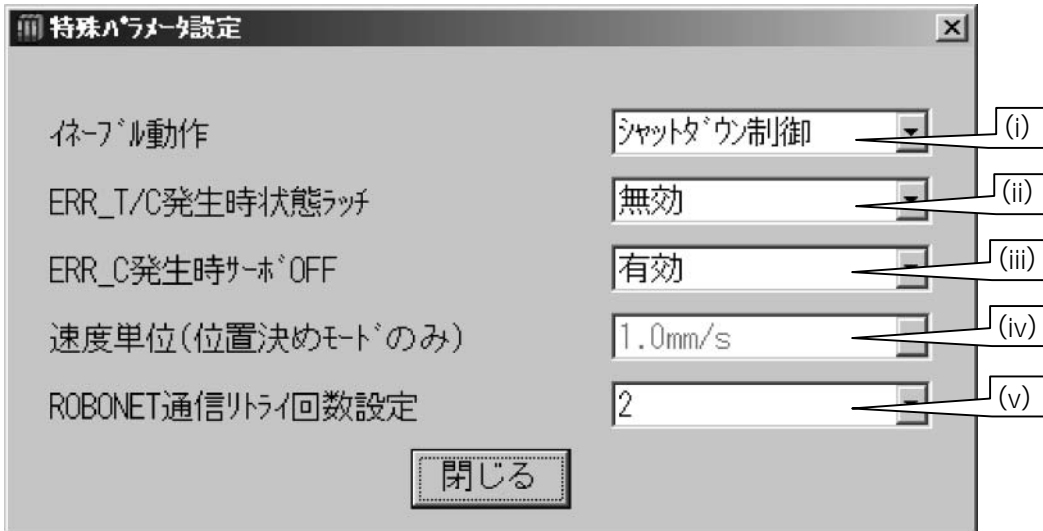 特殊ﾊﾟﾗﾒｰﾀ設定
ｲﾈｰﾌﾞﾙ動作 ｼｬｯﾄﾀﾞｳﾝ制御 (i)
ERR_T/C発生時状態ﾗｯﾁ 無効 (ii)
ERR_C発生時ｻｰﾎﾞOFF 有効 (iii)
速度単位(位置決めﾓｰﾄﾞのみ) 1.0mm/s (iv)
ROBONET通信ﾘﾄﾗｲ回数設定 2 (v)
閉じる